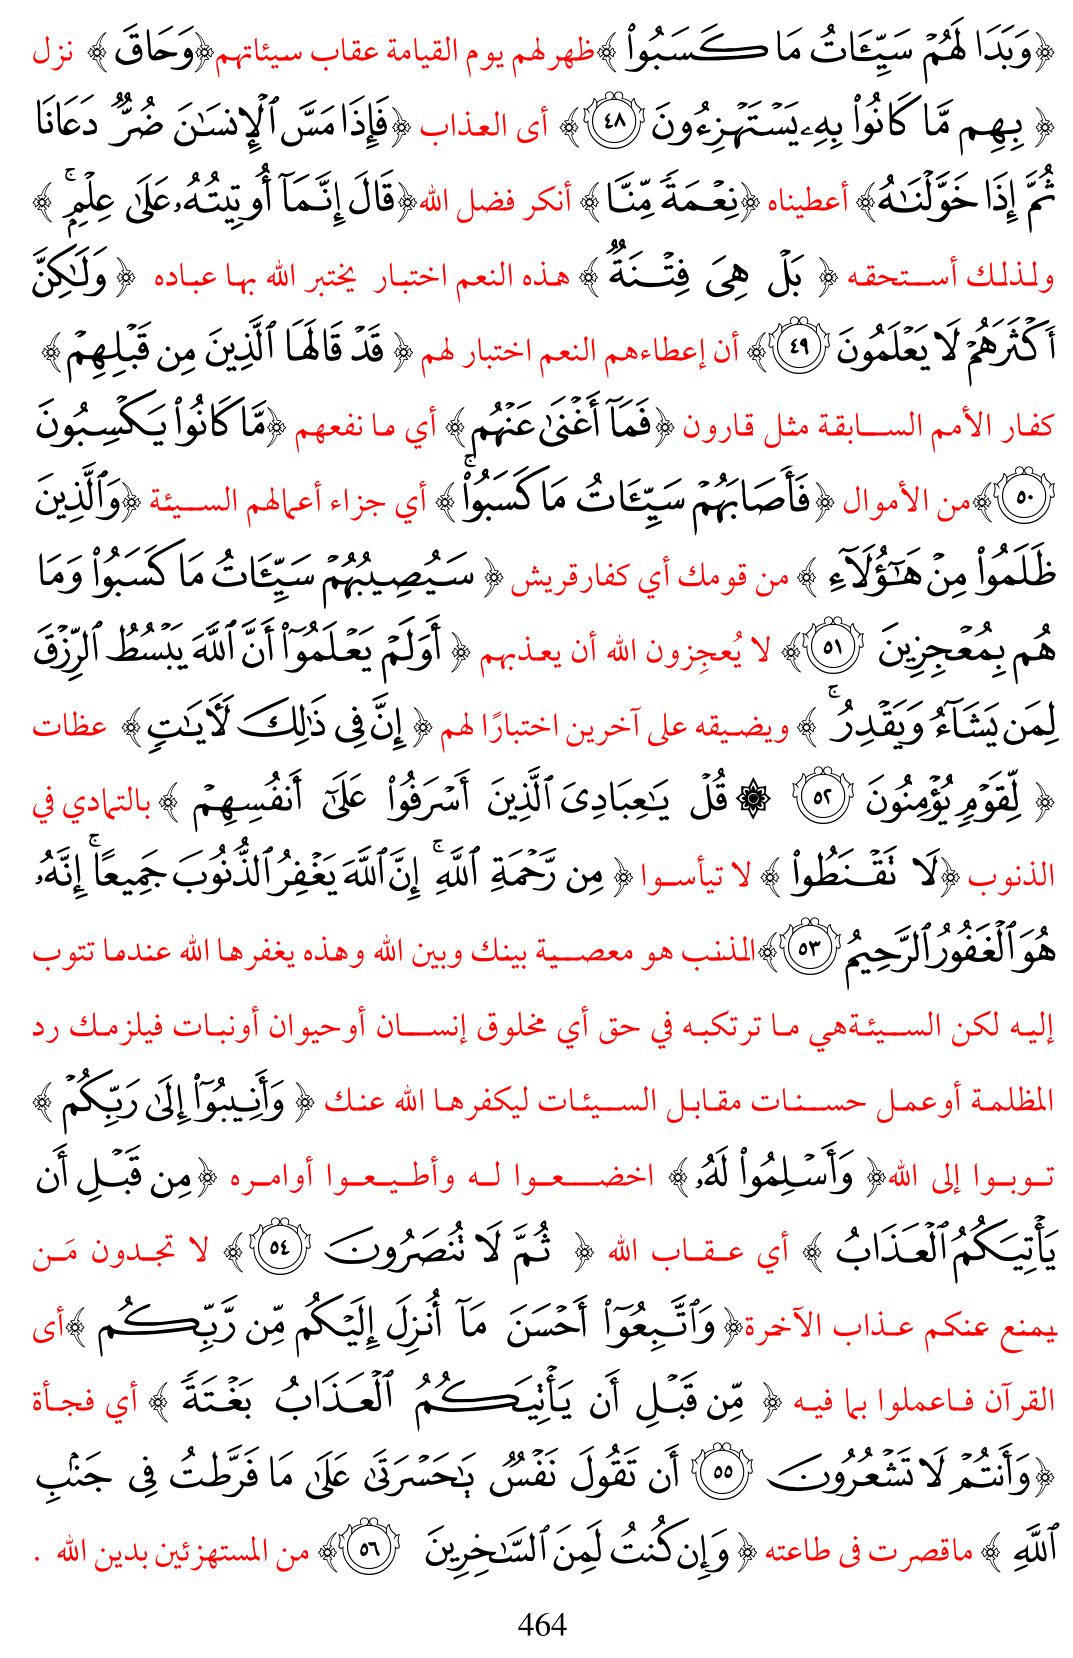 ﴿وَبَدَا لَهُمْ سَيِّـَٔاتُ مَا كَسَبُوا۟ ﴾ظهر لهم يوم القيامة عقاب سيئاتهم﴿وَحَاقَ ﴾ نزل
﴿ بِهِم مَّا كَانُوا۟ بِهِۦ يَسْتَهْزِءُونَ ٤٨﴾ أى العذاب ﴿فَإِذَا مَسَّ ٱلْإِنسَـٰنَ ضُرٌّ دَعَانَا
ثُمَّ إِذَا خَوَّلْنَـٰهُ﴾ أعطيناه ﴿نِعْمَةً مِّنَّا﴾ أنكر فضل الله﴿قَالَ إِنَّمَآ أُوتِيتُهُۥ عَلَىٰ عِلْمٍۭ ۚ ﴾
ولذلك أستحقه ﴿ بَلْ هِىَ فِتْنَةٌ ﴾ هذه النعم اختبار يختبر الله بها عباده ﴿ وَلَـٰكِنَّ
أَكْثَرَهُمْ لَا يَعْلَمُونَ ٤٩﴾ أن إعطاءهم النعم اختبار لهم ﴿ قَدْ قَالَهَا ٱلَّذِينَ مِن قَبْلِهِمْ ﴾
كفار الأمم السابقة مثل قارون ﴿فَمَآ أَغْنَىٰ عَنْهُم﴾ أي ما نفعهم ﴿مَّا كَانُوا۟ يَكْسِبُونَ
٥٠﴾من الأموال ﴿فَأَصَابَهُمْ سَيِّـَٔاتُ مَا كَسَبُوا۟ ۚ﴾ أي جزاء أعمالهم السيئة ﴿وَٱلَّذِينَ
ظَلَمُوا۟ مِنْ هَـٰٓؤُلَآءِ ﴾ من قومك أي كفارقريش ﴿ سَيُصِيبُهُمْ سَيِّـَٔاتُ مَا كَسَبُوا۟ وَمَا
هُم بِمُعْجِزِينَ ٥١﴾ لا يُعجِزون الله أن يعذبهم ﴿ أَوَلَمْ يَعْلَمُوٓا۟ أَنَّ ٱللَّهَ يَبْسُطُ ٱلرِّزْقَ
لِمَن يَشَآءُ وَيَقْدِرُ ۚ ﴾ ويضيقه على آخرين اختبارًا لهم ﴿ إِنَّ فِى ذَٰلِكَ لَـَٔايَـٰتٍ﴾ عظات
﴿ لِّقَوْمٍ يُؤْمِنُونَ ٥٢ ۞ قُلْ يَـٰعِبَادِىَ ٱلَّذِينَ أَسْرَفُوا۟ عَلَىٰٓ أَنفُسِهِمْ ﴾ بالتمادي في
الذنوب ﴿لَا تَقْنَطُوا۟ ﴾ لا تيأسوا ﴿ مِن رَّحْمَةِ ٱللَّهِ ۚ إِنَّ ٱللَّهَ يَغْفِرُ ٱلذُّنُوبَ جَمِيعًا ۚ إِنَّهُۥ
هُوَ ٱلْغَفُورُ ٱلرَّحِيمُ ٥٣﴾المذنب هو معصية بينك وبين الله وهذه يغفرها الله عندما تتوب
إليه لكن السيئةهي ما ترتكبه في حق أي مخلوق إنسان أوحيوان أونبات فيلزمك رد
المظلمة أوعمل حسنات مقابل السيئات ليكفرها الله عنك ﴿ وَأَنِيبُوٓا۟ إِلَىٰ رَبِّكُمْ ﴾
توبوا إلى الله﴿ وَأَسْلِمُوا۟ لَهُۥ ﴾ اخضعوا له وأطيعوا أوامره ﴿مِن قَبْلِ أَن
يَأْتِيَكُمُ ٱلْعَذَابُ ﴾ أي عقاب الله ﴿ ثُمَّ لَا تُنصَرُونَ ٥٤﴾ لا تجدون مَن
يمنع عنكم عذاب الآخرة﴿ وَٱتَّبِعُوٓا۟ أَحْسَنَ مَآ أُنزِلَ إِلَيْكُم مِّن رَّبِّكُم ﴾أى
القرآن فاعملوا بما فيه ﴿ مِّن قَبْلِ أَن يَأْتِيَكُمُ ٱلْعَذَابُ بَغْتَةً ﴾ أي فجأة
﴿وَأَنتُمْ لَا تَشْعُرُونَ ٥٥ أَن تَقُولَ نَفْسٌ يَـٰحَسْرَتَىٰ عَلَىٰ مَا فَرَّطتُ فِى جَنۢبِ
ٱللَّهِ ﴾ ماقصرت فى طاعته ﴿ وَإِن كُنتُ لَمِنَ ٱلسَّـٰخِرِينَ ٥٦﴾ من المستهزئين بدين الله .
464